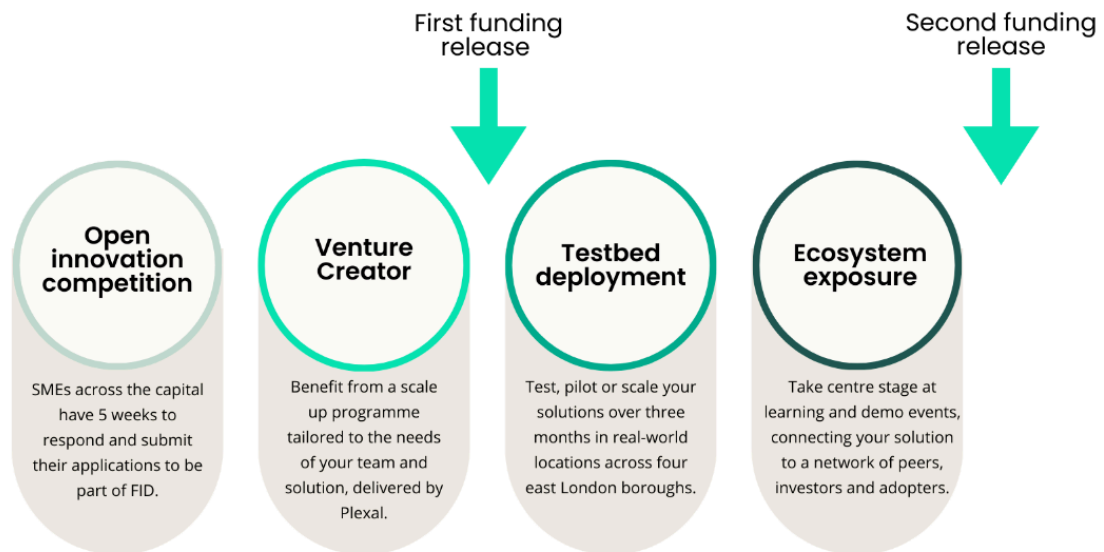 First funding
release
Second funding
release
Open
innovation
competition
SMEs across the capital
have 5 weeks to
respond and submit
their applications to be
part of FID.
Venture
Creator
Benefit from a scale
up programme
tailored to the needs
of your team and
solution, delivered by
Plexal.
Testbed
deployment
Test, pilot or scale your
solutions over three
months in real-world
locations across four
east London boroughs.
Ecosystem
exposure
Take centre stage at
learning and demo events,
connecting your solution
to a network of peers,
investors and adopters.